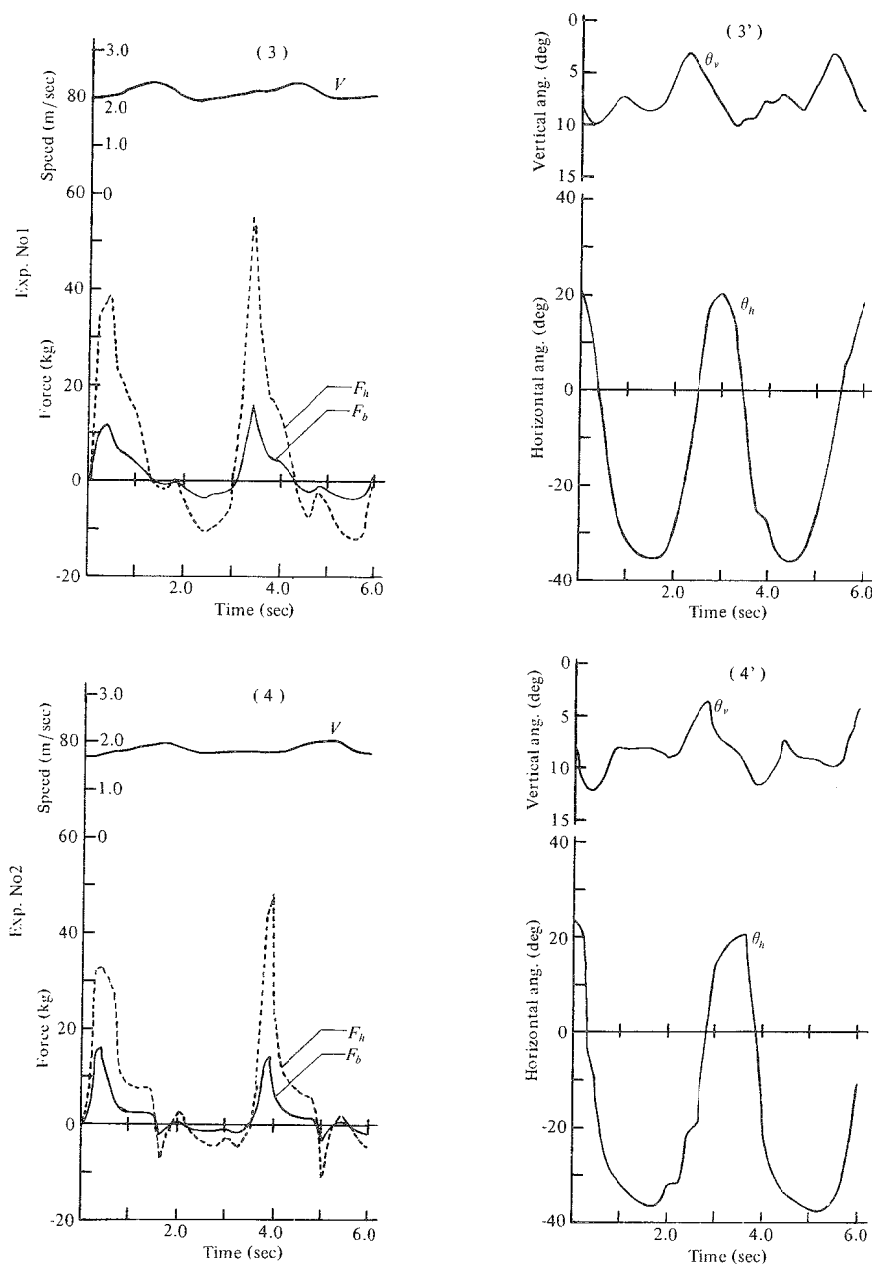 Exp. No1
(3)
Speed (m/sec)
3.0
2.0
1.0
0
V
Force (kg)
80
60
40
20
0
-20
F_h
F_b
2.0 4.0 6.0
Time (sec)
(3')
Vertical ang. (deg)
0
5
10
15
θ_v
Horizontal ang. (deg)
40
20
0
-20
-40
θ_h
2.0 4.0 6.0
Time (sec)
Exp. No2
(4)
Speed (m/sec)
3.0
2.0
1.0
0
V
Force (kg)
80
60
40
20
0
-20
F_h
F_b
2.0 4.0 6.0
Time (sec)
(4')
Vertical ang. (deg)
0
5
10
15
θ_v
Horizontal ang. (deg)
40
20
0
-20
-40
θ_h
2.0 4.0 6.0
Time (sec)